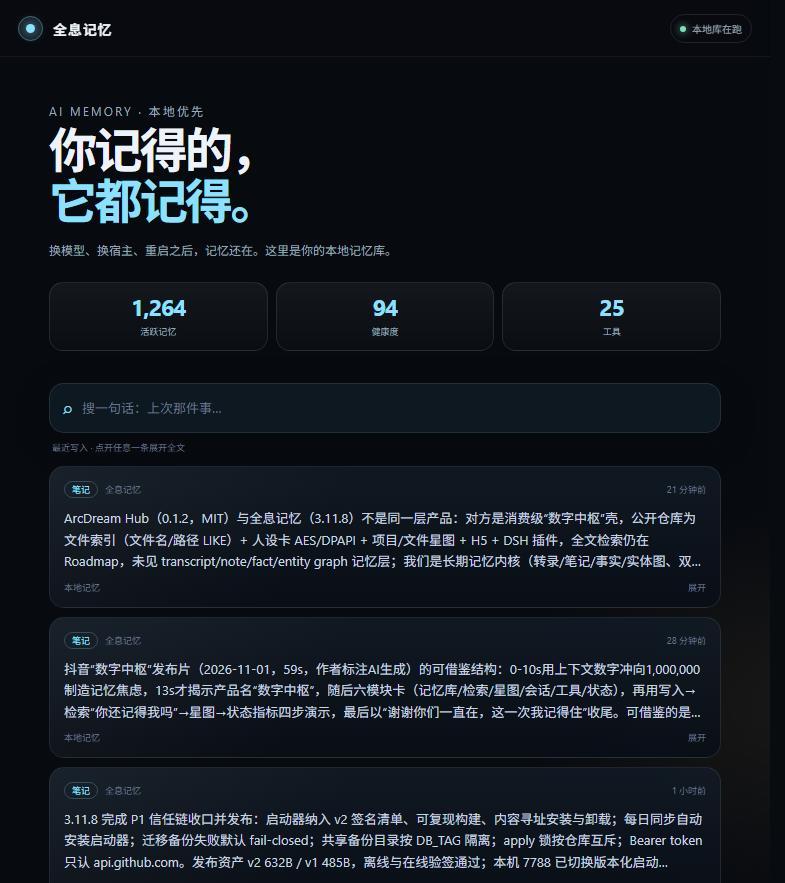 全息记忆
本地库在跑
AI MEMORY · 本地优先
你记得的，
它都记得。
换模型、换宿主、重启之后，记忆还在。这里是你的本地记忆库。
1,264
活跃记忆
94
健康度
25
工具
搜一句话：上次那件事...
最近写入 · 点开任意一条展开全文
笔记 全息记忆 21 分钟前
ArcDream Hub（0.1.2，MIT）与全息记忆（3.11.8）不是同一层产品：对方是消费级“数字中枢”壳，公开仓库为
文件索引（文件名/路径 LIKE）+ 人设卡 AES/DPAPI + 项目/文件星图 + H5 + DSH 插件，全文检索仍在
Roadmap，未见 transcript/note/fact/entity graph 记忆层；我们是长期记忆内核（转录/笔记/事实/实体图、双...
本地记忆 展开
笔记 全息记忆 28 分钟前
抖音“数字中枢”发布片（2026-11-01，59s，作者标注AI生成）的可借鉴结构：0-10s用上下文数字冲向1,000,000
制造记忆焦虑，13s才揭示产品名“数字中枢”，随后六模块卡（记忆库/检索/星图/会话/工具/状态），再用写入→
检索“你还记得我吗”→星图→状态指标四步演示，最后以“谢谢你们一直在，这一次我记得住”收尾。可借鉴的是...
本地记忆 展开
笔记 全息记忆 1 小时前
3.11.8 完成 P1 信任链收口并发布：启动器纳入 v2 签名清单、可复现构建、内容寻址安装与卸载；每日同步自动
安装启动器；迁移备份失败默认 fail-closed；共享备份目录按 DB_TAG 隔离；apply 锁按仓库互斥；Bearer token
只认 api.github.com。发布资产 v2 632B / v1 485B，离线与在线验签通过；本机 7788 已切换版本化启动...